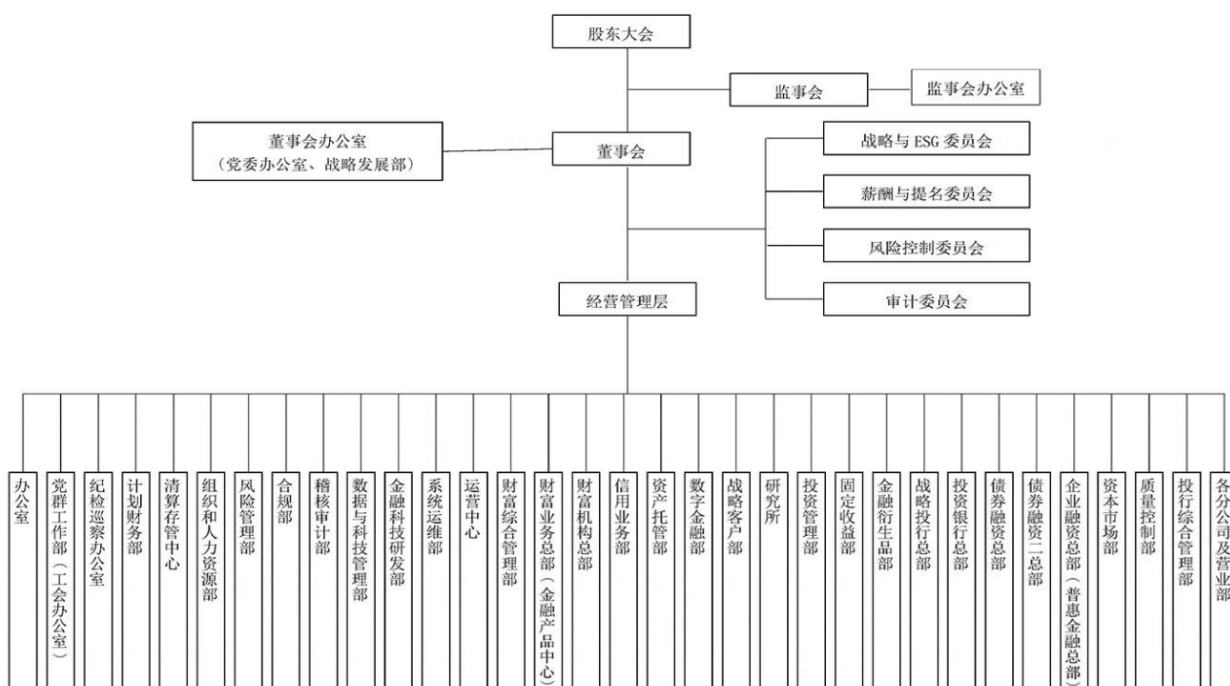 股东大会
监事会
监事会办公室
董事会办公室
（党委办公室、战略发展部）
董事会
战略与 ESG 委员会
薪酬与提名委员会
风险控制委员会
经营管理层
审计委员会
办公室
党群工作部（工会办公室）
纪检巡察办公室
计划财务部
清算存管中心
组织和人力资源部
风险管理部
合规部
稽核审计部
数据与科技管理部
金融科技研发部
系统运维部
运营中心
财富综合管理部
财富业务总部（金融产品中心）
财富机构总部
信用业务部
资产托管部
数字金融部
战略客户部
研究所
投资管理部
固定收益部
金融衍生品部
战略投行总部
投资银行总部
债券融资总部
债券融资二总部
企业融资总部（普惠金融总部）
资本市场部
质量控制部
投行综合管理部
各分公司及营业部